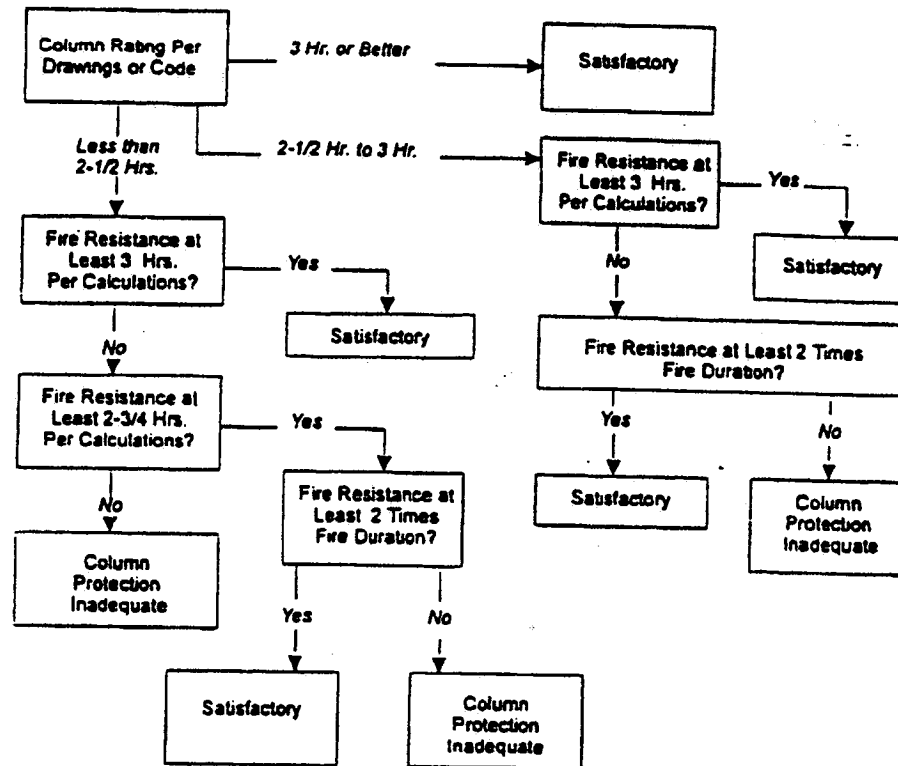 Column Rating Per
Drawings or Code
3 Hr. or Better
Satisfactory
Less than
2-1/2 Hrs.
2-1/2 Hr. to 3 Hr.
Fire Resistance at
Least 3 Hrs.
Per Calculations?
Yes
Satisfactory
No
Fire Resistance at Least 2 Times
Fire Duration?
Yes
Satisfactory
No
Column
Protection
Inadequate
Fire Resistance at
Least 3 Hrs.
Per Calculations?
Yes
Satisfactory
No
Fire Resistance at
Least 2-3/4 Hrs.
Per Calculations?
Yes
Fire Resistance at
Least 2 Times
Fire Duration?
No
Column
Protection
Inadequate
Yes
Satisfactory
No
Column
Protection
Inadequate